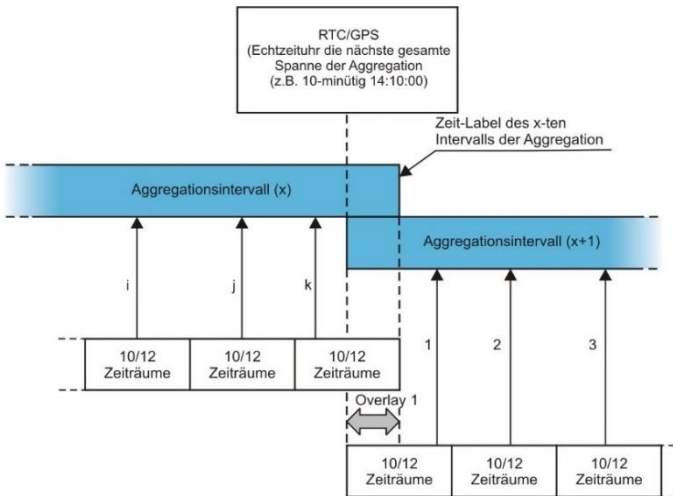 RTC/GPS
(Echtzeituhr die nächste gesamte
Spanne der Aggregation
(z.B. 10-minütig 14:10:00)
Zeit-Label des x-ten
Intervalls der Aggregation
Aggregationsintervall (x)
Aggregationsintervall (x+1)
i
j
k
1
2
3
10/12
Zeiträume
10/12
Zeiträume
10/12
Zeiträume
Overlay 1
10/12
Zeiträume
10/12
Zeiträume
10/12
Zeiträume